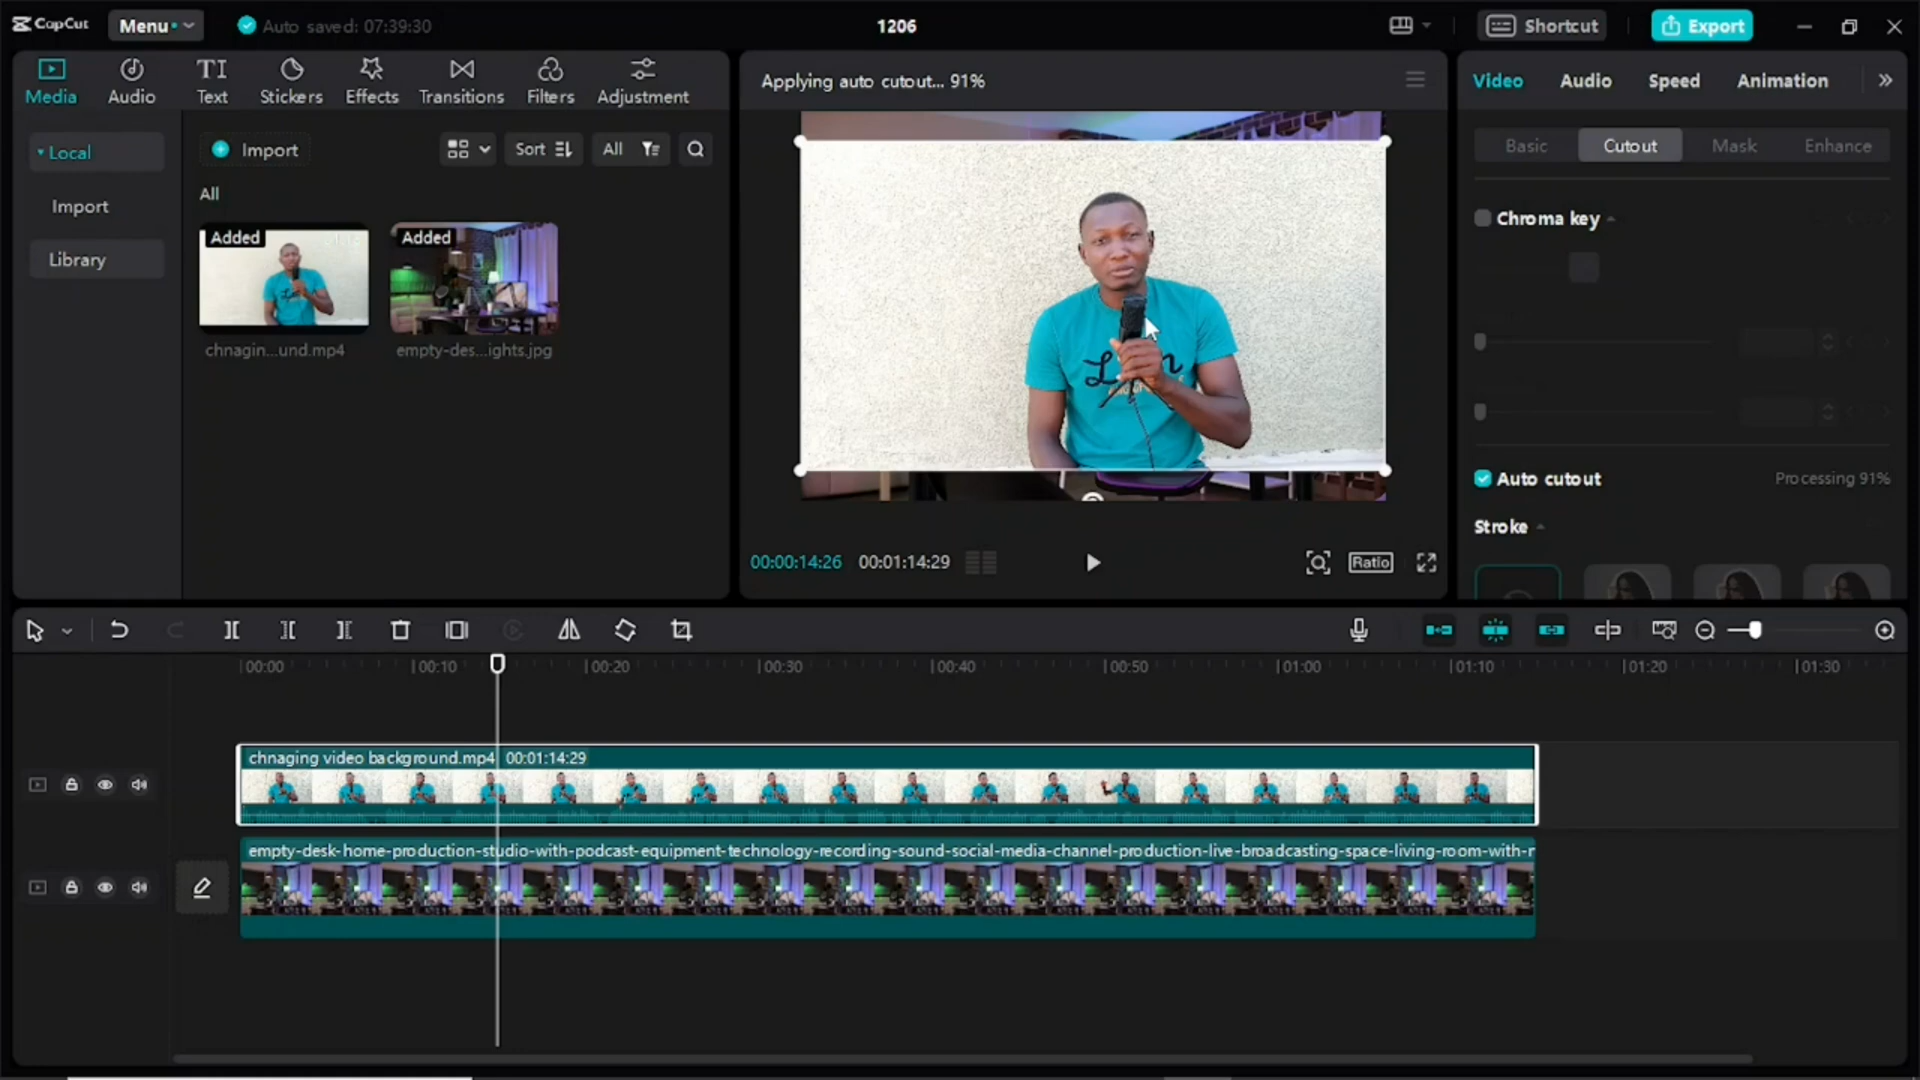 CapCut
Menu
Auto saved: 07:39:30
1206
Shortcut
Export
Media
Audio
Text
Stickers
Effects
Transitions
Filters
Adjustment
Applying auto cutout... 91%
Video
Audio
Speed
Animation
Local
Import
Library
Import
Sort
All
All
Added
chnagin...und.mp4
Added
empty-des...ights.jpg
Basic
Cutout
Mask
Enhance
Chroma key
Auto cutout
Processing 91%
Stroke
00:00:14:26
00:01:14:29
Ratio
00:00
00:10
00:20
00:30
00:40
00:50
01:00
01:10
01:20
01:30
chnaging video background.mp4 00:01:14:29
empty-desk-home-production-studio-with-podcast-equipment-technology-recording-sound-social-media-channel-production-live-broadcasting-space-living-room-with-r